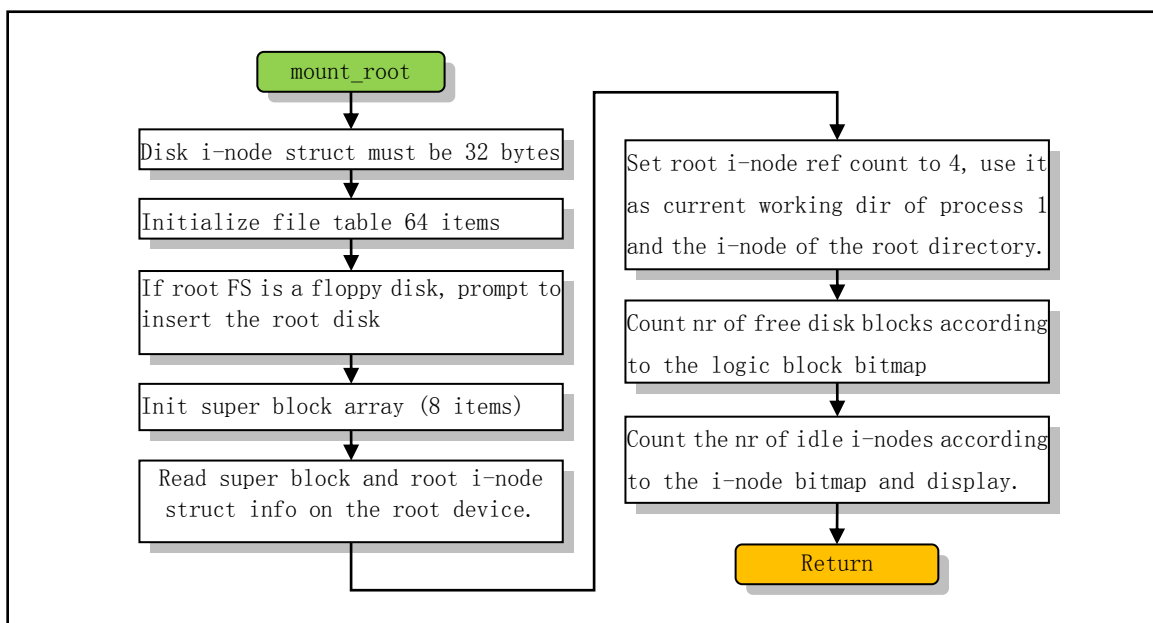 mount_root
Disk i-node struct must be 32 bytes
Initialize file table 64 items
If root FS is a floppy disk, prompt to
insert the root disk
Init super block array (8 items)
Read super block and root i-node
struct info on the root device.
Set root i-node ref count to 4, use it
as current working dir of process 1
and the i-node of the root directory.
Count nr of free disk blocks according
to the logic block bitmap
Count the nr of idle i-nodes according
to the i-node bitmap and display.
Return